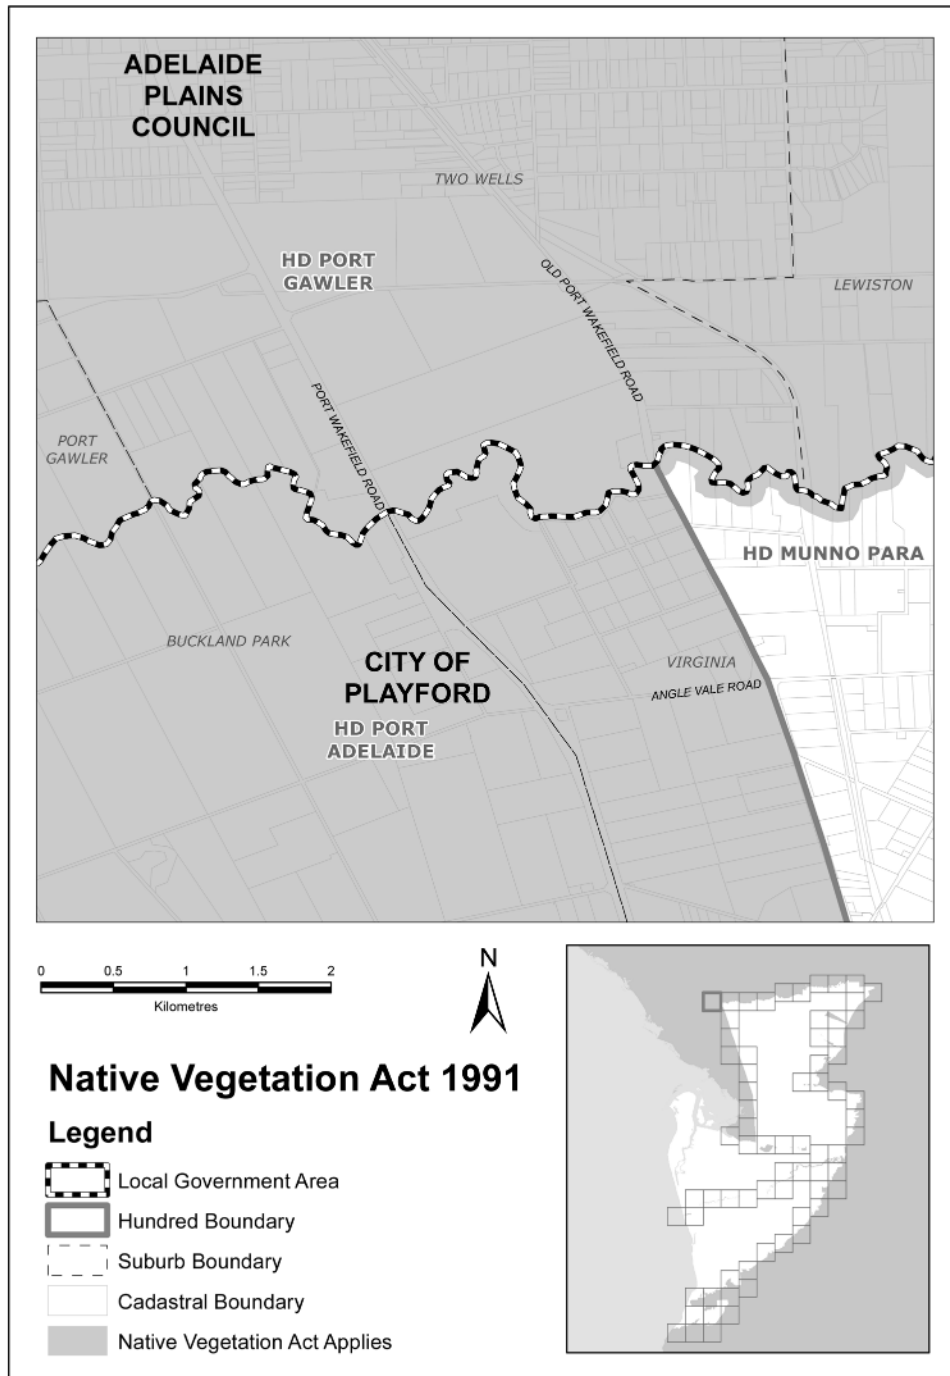 ADELAIDE
PLAINS
COUNCIL
TWO WELLS
HD PORT
GAWLER
OLD PORT WAKEFIELD ROAD
LEWISTON
PORT WAKEFIELD ROAD
PORT
GAWLER
HD MUNNO PARA
BUCKLAND PARK
CITY OF
PLAYFORD
VIRGINIA
ANGLE VALE ROAD
HD PORT
ADELAIDE
0 0.5 1 1.5 2
Kilometres
N
Native Vegetation Act 1991
Legend
Local Government Area
Hundred Boundary
Suburb Boundary
Cadastral Boundary
Native Vegetation Act Applies